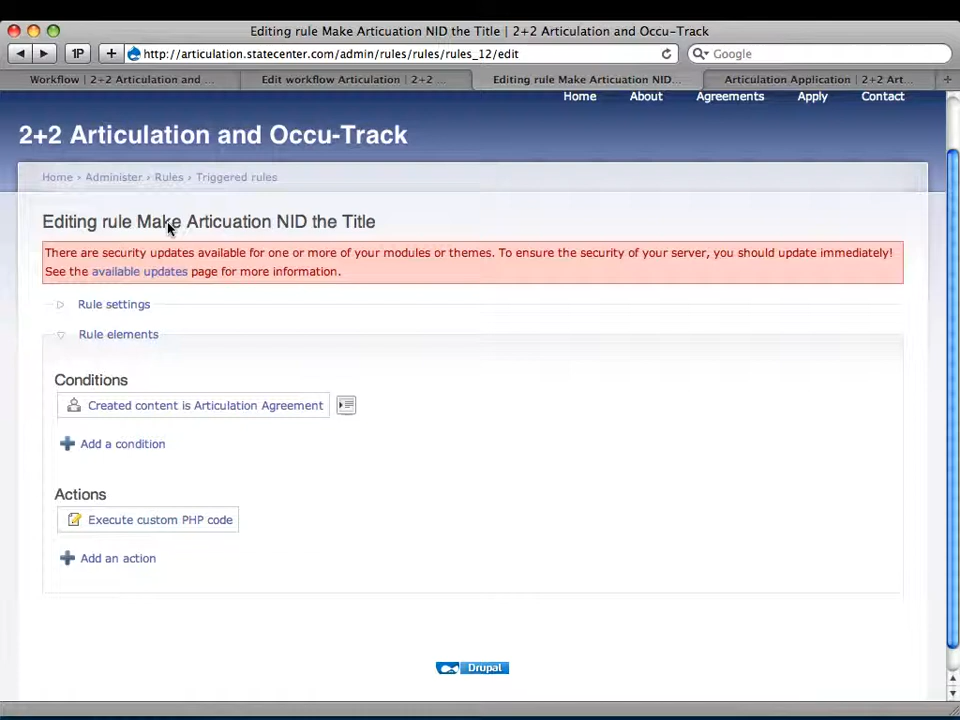 Editing rule Make Articuation NID the Title | 2+2 Articulation and Occu-Track
1P
+
http://articulation.statecenter.com/admin/rules/rules_12/edit
Google
Workflow | 2+2 Articulation and ...
Edit workflow Articulation | 2+2 ...
Editing rule Make Articuation NID...
Articulation Application | 2+2 Art...
+
Home
About
Agreements
Apply
Contact
2+2 Articulation and Occu-Track
Home › Administer › Rules › Triggered rules
Editing rule Make Articuation NID the Title
There are security updates available for one or more of your modules or themes. To ensure the security of your server, you should update immediately!
See the available updates page for more information.
Rule settings
Rule elements
Conditions
Created content is Articulation Agreement
Add a condition
Actions
Execute custom PHP code
Add an action
Drupal